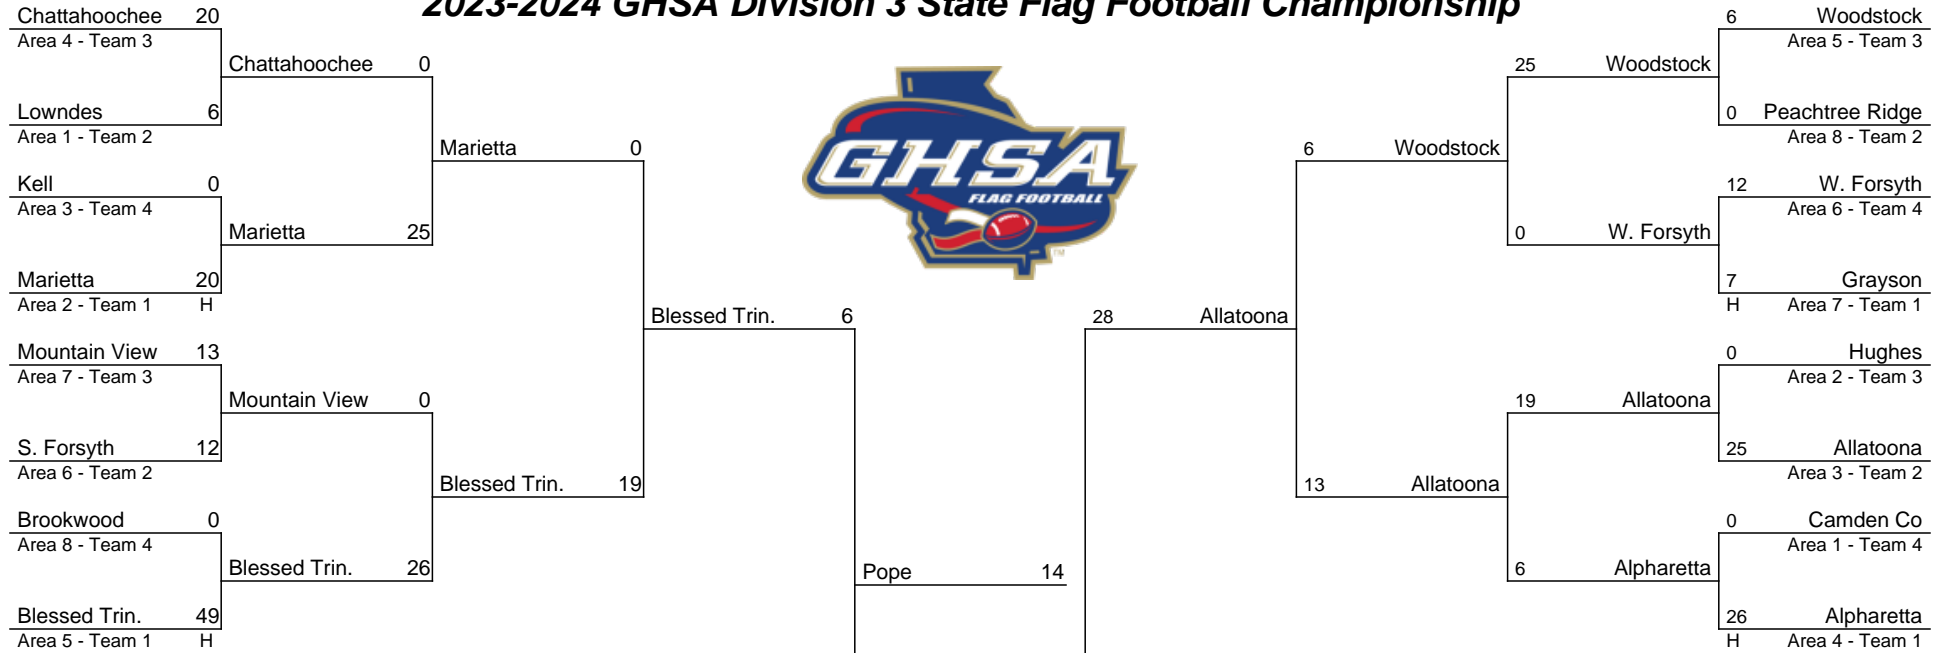 2023-2024 GHSA Division 3 State Flag Football Championship
Chattahoochee 20
Area 4 - Team 3
Chattahoochee 0
Lowndes 6
Area 1 - Team 2
Marietta 0
Kell 0
Area 3 - Team 4
Marietta 25
Marietta 20
Area 2 - Team 1 H
Blessed Trin. 6
Mountain View 13
Area 7 - Team 3
Mountain View 0
S. Forsyth 12
Area 6 - Team 2
Blessed Trin. 19
Brookwood 0
Area 8 - Team 4
Blessed Trin. 26
Blessed Trin. 49
Area 5 - Team 1 H
Pope 14
GHSA
FLAG FOOTBALL
TM
6 Woodstock
Area 5 - Team 3
25 Woodstock
0 Peachtree Ridge
Area 8 - Team 2
6 Woodstock
12 W. Forsyth
Area 6 - Team 4
0 W. Forsyth
7 Grayson
H Area 7 - Team 1
28 Allatoona
0 Hughes
Area 2 - Team 3
19 Allatoona
25 Allatoona
Area 3 - Team 2
13 Allatoona
0 Camden Co
Area 1 - Team 4
6 Alpharetta
26 Alpharetta
H Area 4 - Team 1